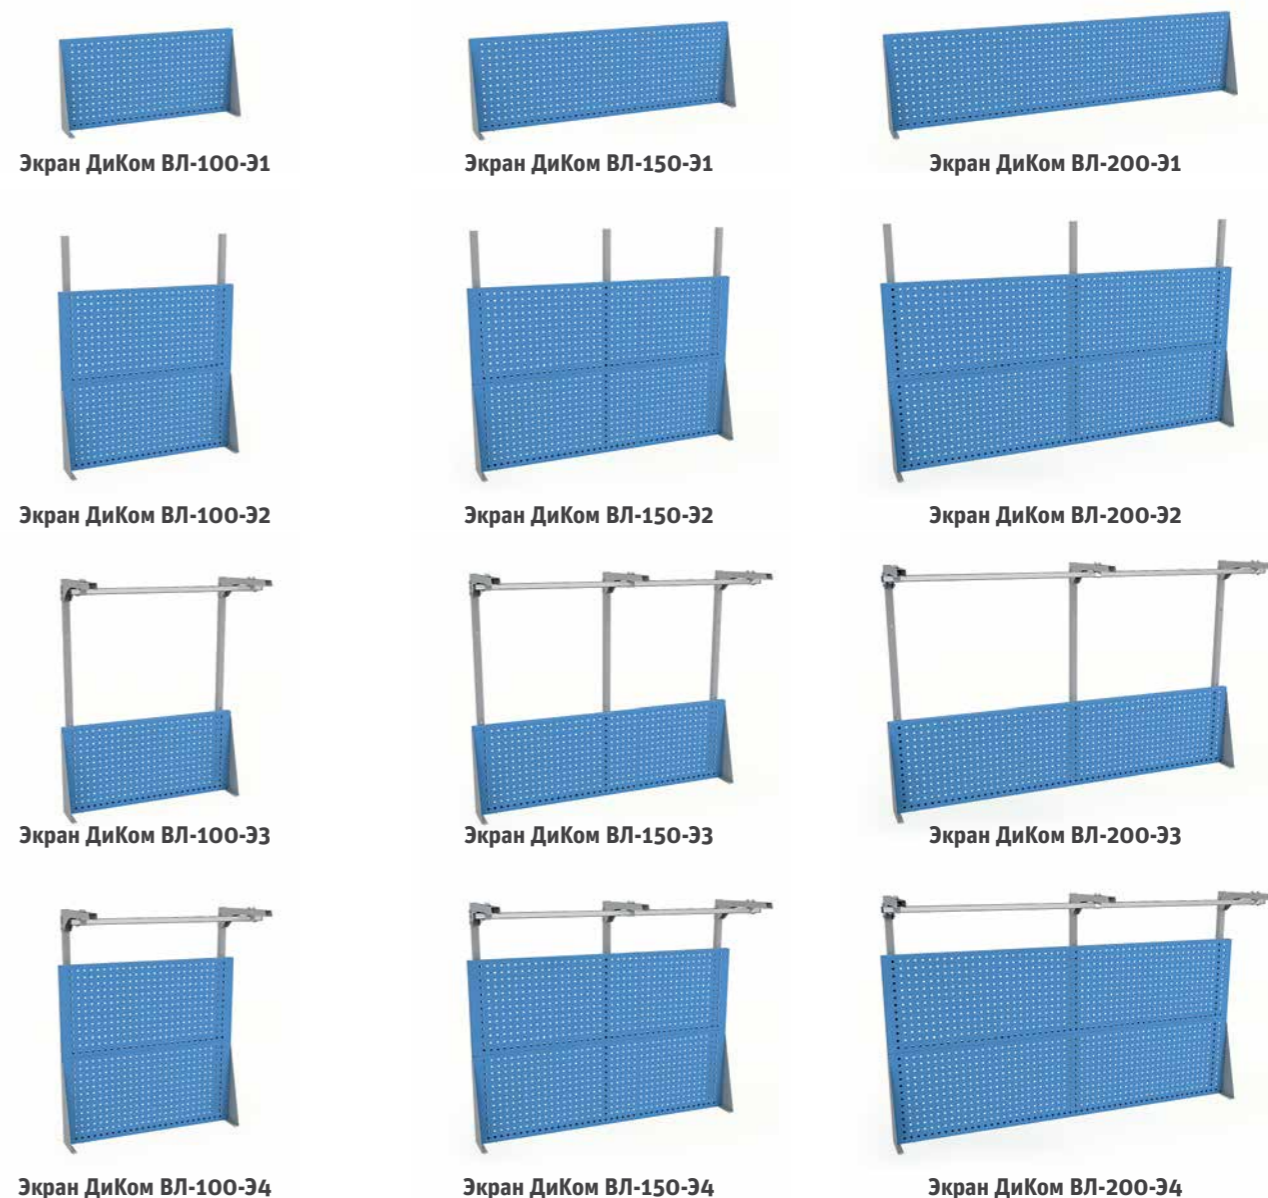 Экран ДиКом ВЛ-100-Э1
Экран ДиКом ВЛ-150-Э1
Экран ДиКом ВЛ-200-Э1
Экран ДиКом ВЛ-100-Э2
Экран ДиКом ВЛ-150-Э2
Экран ДиКом ВЛ-200-Э2
Экран ДиКом ВЛ-100-Э3
Экран ДиКом ВЛ-150-Э3
Экран ДиКом ВЛ-200-Э3
Экран ДиКом ВЛ-100-Э4
Экран ДиКом ВЛ-150-Э4
Экран ДиКом ВЛ-200-Э4